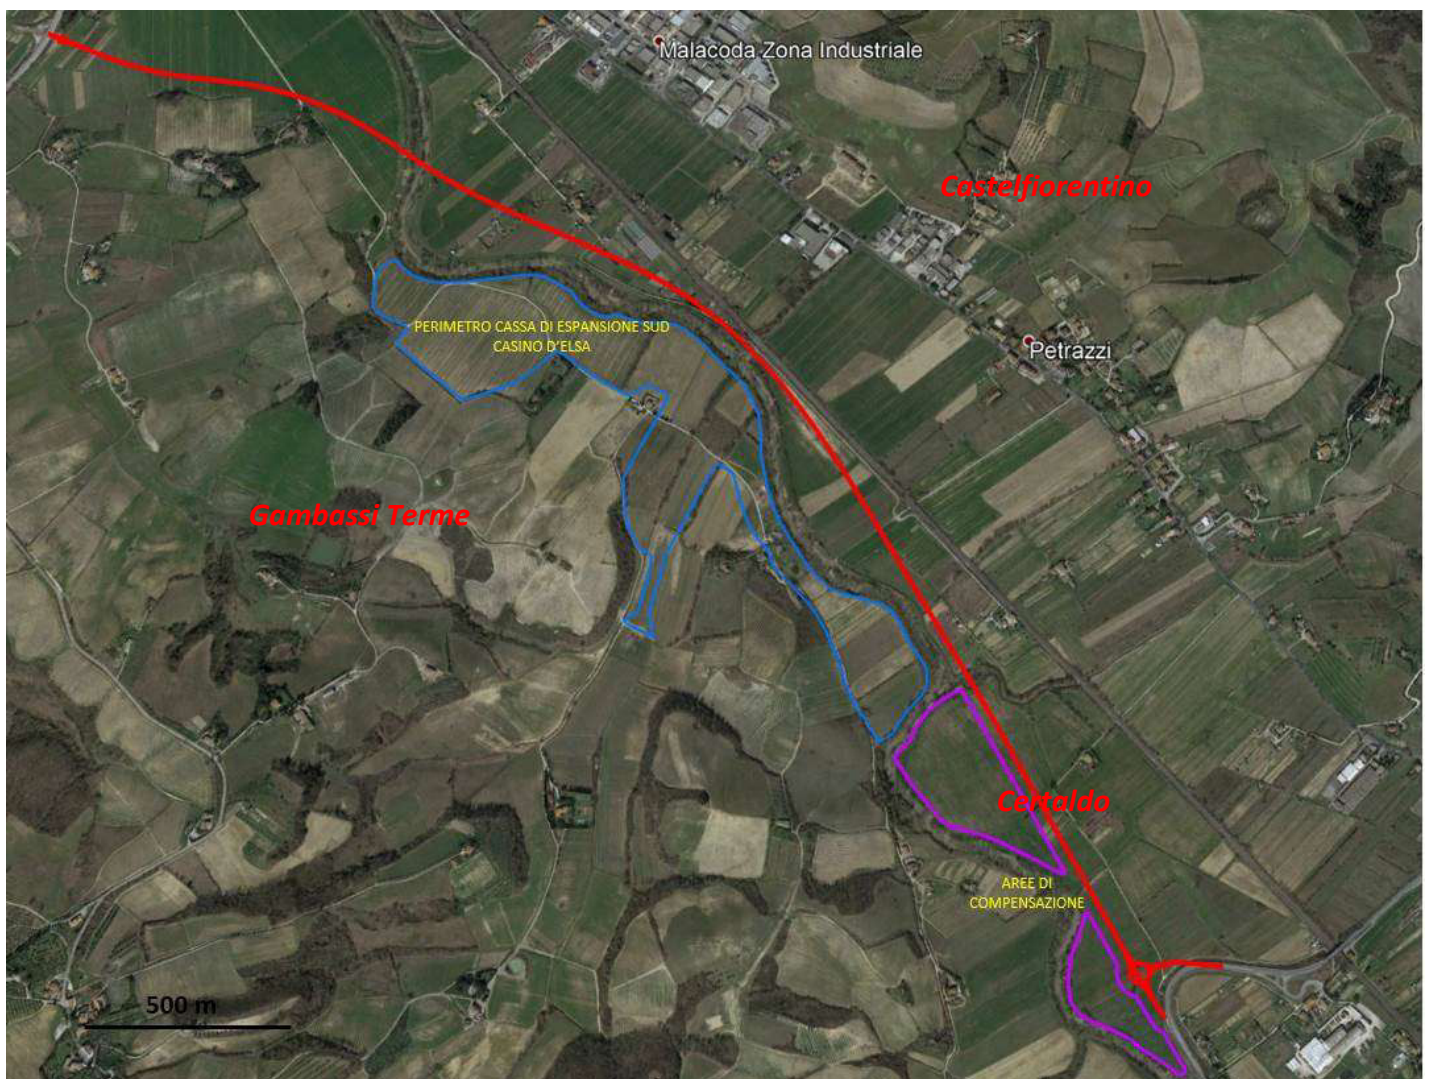 Malacoda Zona Industriale
Castelfiorentino
PERIMETRO CASSA DI ESPANSIONE SUD
CASINO D'ELSA
Petrazzi
Gambassi Terme
Certaldo
AREE DI
COMPENSAZIONE
500 m